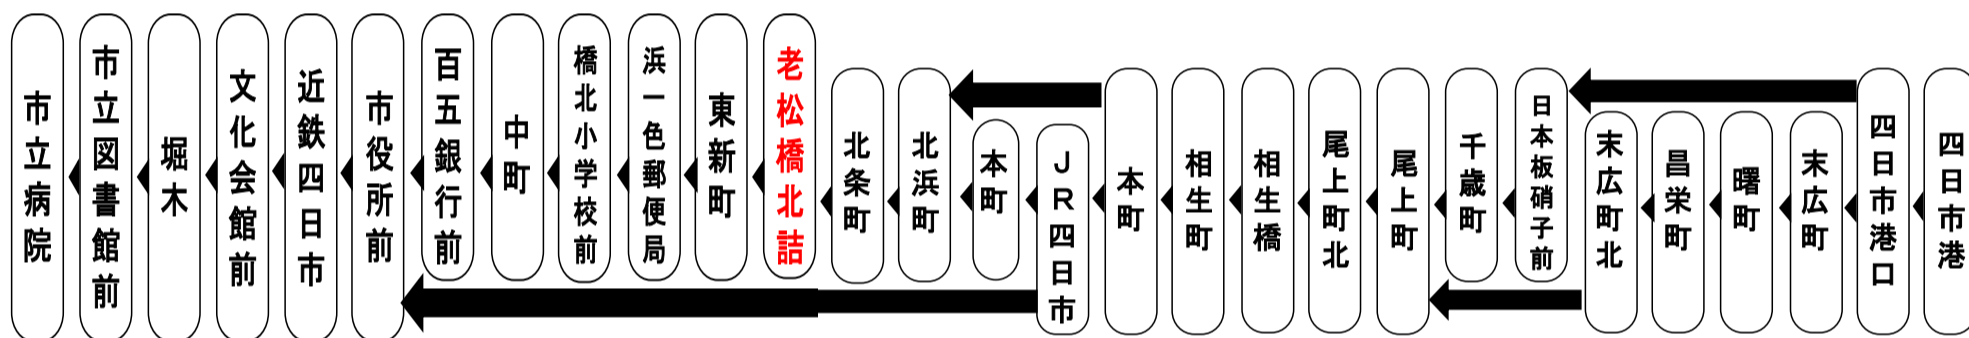 四日市港
四日市港口
末広町
曙町
昌栄町
末広町北
日本板硝子前
千歳町
尾上町
尾上町北
相生橋
相生町
本町
JR四日市
本町
北浜町
北条町
老松橋北詰
東新町
浜一色郵便局
橋北小学校前
中町
百五銀行前
市役所前
近鉄四日市
文化会館前
堀木
市立図書館前
市立病院